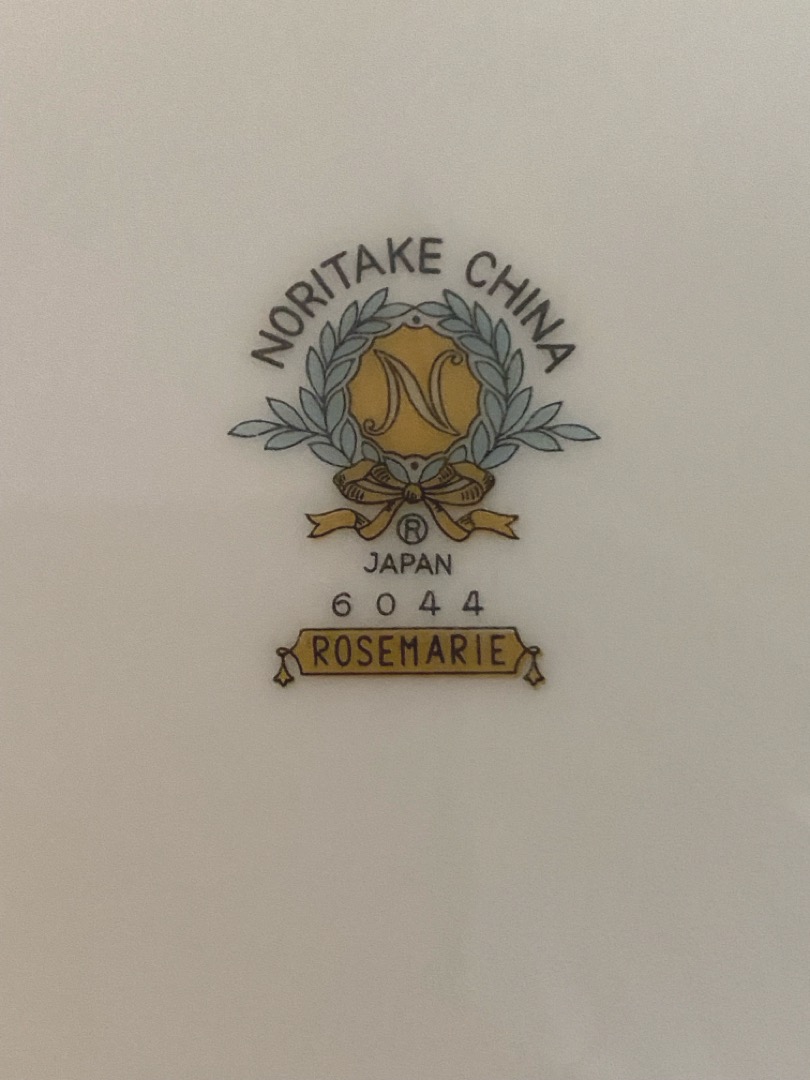 NORITAKE CHINA
N
®
JAPAN
6044
ROSEMARIE